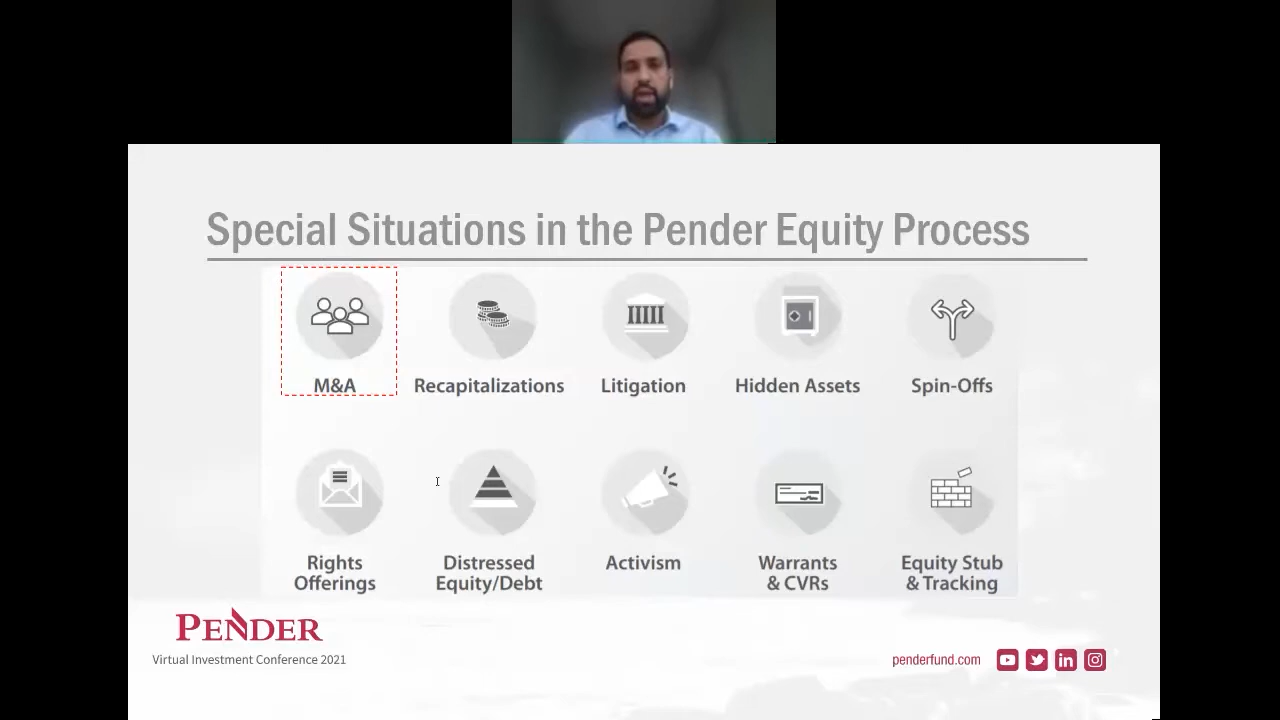 Special Situations in the Pender Equity Process
M&A
Recapitalizations
Litigation
Hidden Assets
Spin-Offs
Rights
Offerings
Distressed
Equity/Debt
Activism
Warrants
& CVRs
Equity Stub
& Tracking
PENDER
Virtual Investment Conference 2021
penderfund.com
in